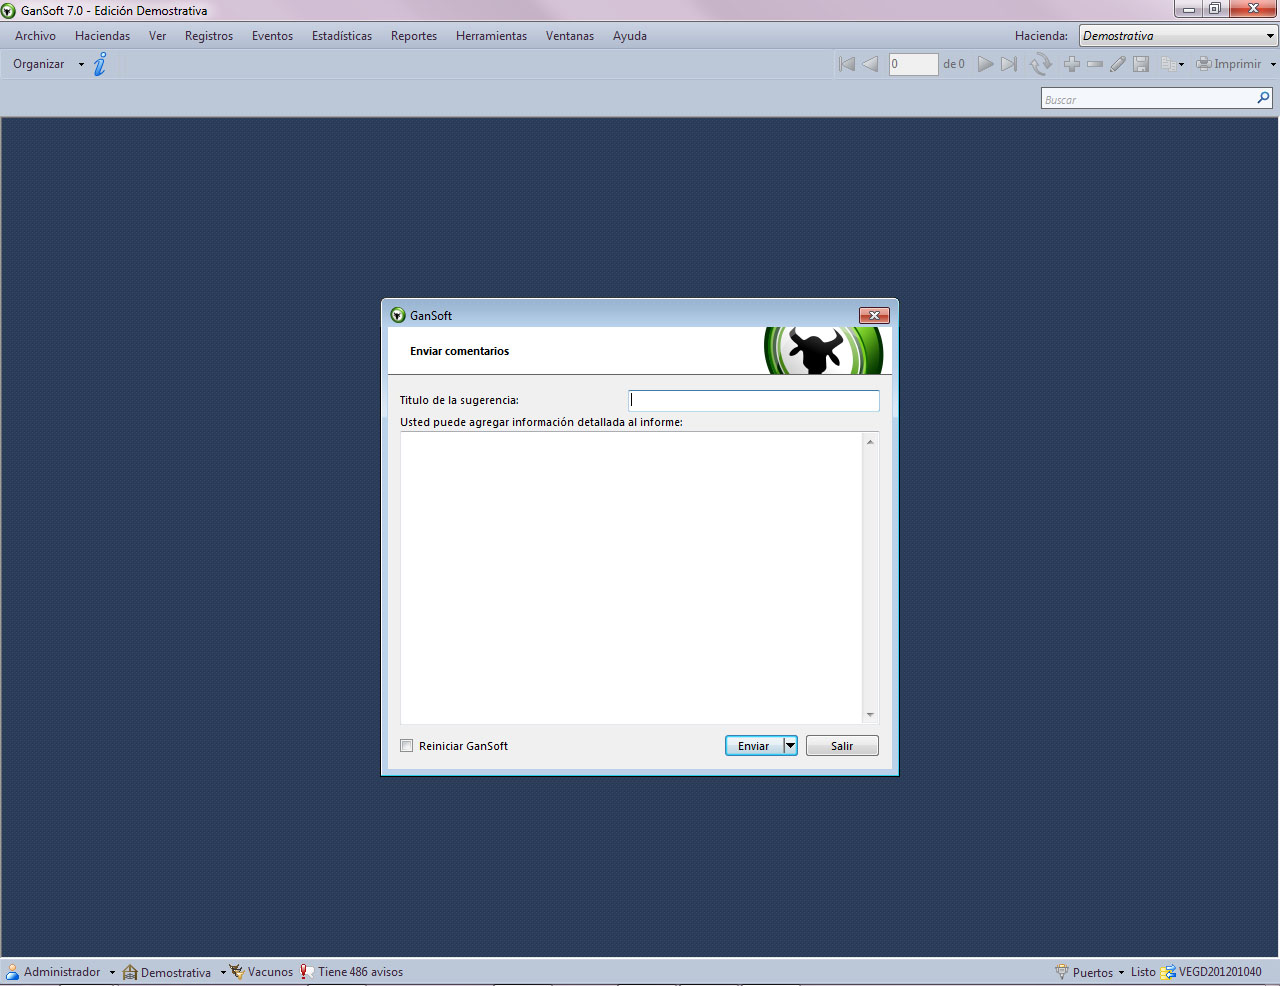 GanSoft 7.0 - Edición Demostrativa
Archivo Haciendas Ver Registros Eventos Estadísticas Reportes Herramientas Ventanas Ayuda Hacienda: Demostrativa
Organizar 0 de 0 Imprimir
Buscar
GanSoft
Enviar comentarios
Titulo de la sugerencia:
Usted puede agregar información detallada al informe:
Reiniciar GanSoft Enviar Salir
Administrador Demostrativa Vacunos Tiene 486 avisos Puertos Listo VEGD201201040